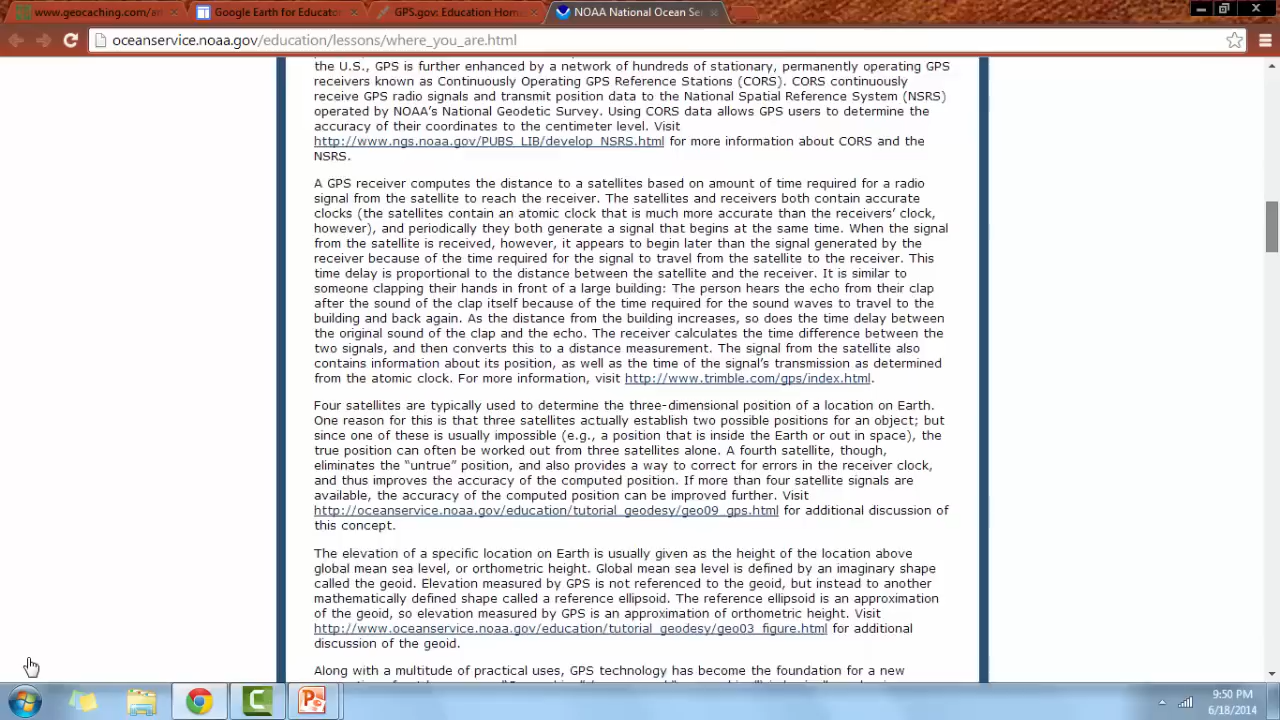 www.geocaching.com/a
Google Earth for Educator
GPS.gov: Education Hom
NOAA National Ocean Se
oceanservice.noaa.gov/education/lessons/where_you_are.html
the U.S., GPS is further enhanced by a network of hundreds of stationary, permanently operating GPS
receivers known as Continuously Operating GPS Reference Stations (CORS). CORS continuously
receive GPS radio signals and transmit position data to the National Spatial Reference System (NSRS)
operated by NOAA's National Geodetic Survey. Using CORS data allows GPS users to determine the
accuracy of their coordinates to the centimeter level. Visit
http://www.ngs.noaa.gov/PUBS_LIB/develop_NSRS.html for more information about CORS and the
NSRS.
A GPS receiver computes the distance to a satellites based on amount of time required for a radio
signal from the satellite to reach the receiver. The satellites and receivers both contain accurate
clocks (the satellites contain an atomic clock that is much more accurate than the receivers' clock,
however), and periodically they both generate a signal that begins at the same time. When the signal
from the satellite is received, however, it appears to begin later than the signal generated by the
receiver because of the time required for the signal to travel from the satellite to the receiver. This
time delay is proportional to the distance between the satellite and the receiver. It is similar to
someone clapping their hands in front of a large building: The person hears the echo from their clap
after the sound of the clap itself because of the time required for the sound waves to travel to the
building and back again. As the distance from the building increases, so does the time delay between
the original sound of the clap and the echo. The receiver calculates the time difference between the
two signals, and then converts this to a distance measurement. The signal from the satellite also
contains information about its position, as well as the time of the signal's transmission as determined
from the atomic clock. For more information, visit http://www.trimble.com/gps/index.html.
Four satellites are typically used to determine the three-dimensional position of a location on Earth.
One reason for this is that three satellites actually establish two possible positions for an object; but
since one of these is usually impossible (e.g., a position that is inside the Earth or out in space), the
true position can often be worked out from three satellites alone. A fourth satellite, though,
eliminates the "untrue" position, and also provides a way to correct for errors in the receiver clock,
and thus improves the accuracy of the computed position. If more than four satellite signals are
available, the accuracy of the computed position can be improved further. Visit
http://oceanservice.noaa.gov/education/tutorial_geodesy/geo09_gps.html for additional discussion of
this concept.
The elevation of a specific location on Earth is usually given as the height of the location above
global mean sea level, or orthometric height. Global mean sea level is defined by an imaginary shape
called the geoid. Elevation measured by GPS is not referenced to the geoid, but instead to another
mathematically defined shape called a reference ellipsoid. The reference ellipsoid is an approximation
of the geoid, so elevation measured by GPS is an approximation of orthometric height. Visit
http://www.oceanservice.noaa.gov/education/tutorial_geodesy/geo03_figure.html for additional
discussion of the geoid.
Along with a multitude of practical uses, GPS technology has become the foundation for a new
9:50 PM
6/18/2014